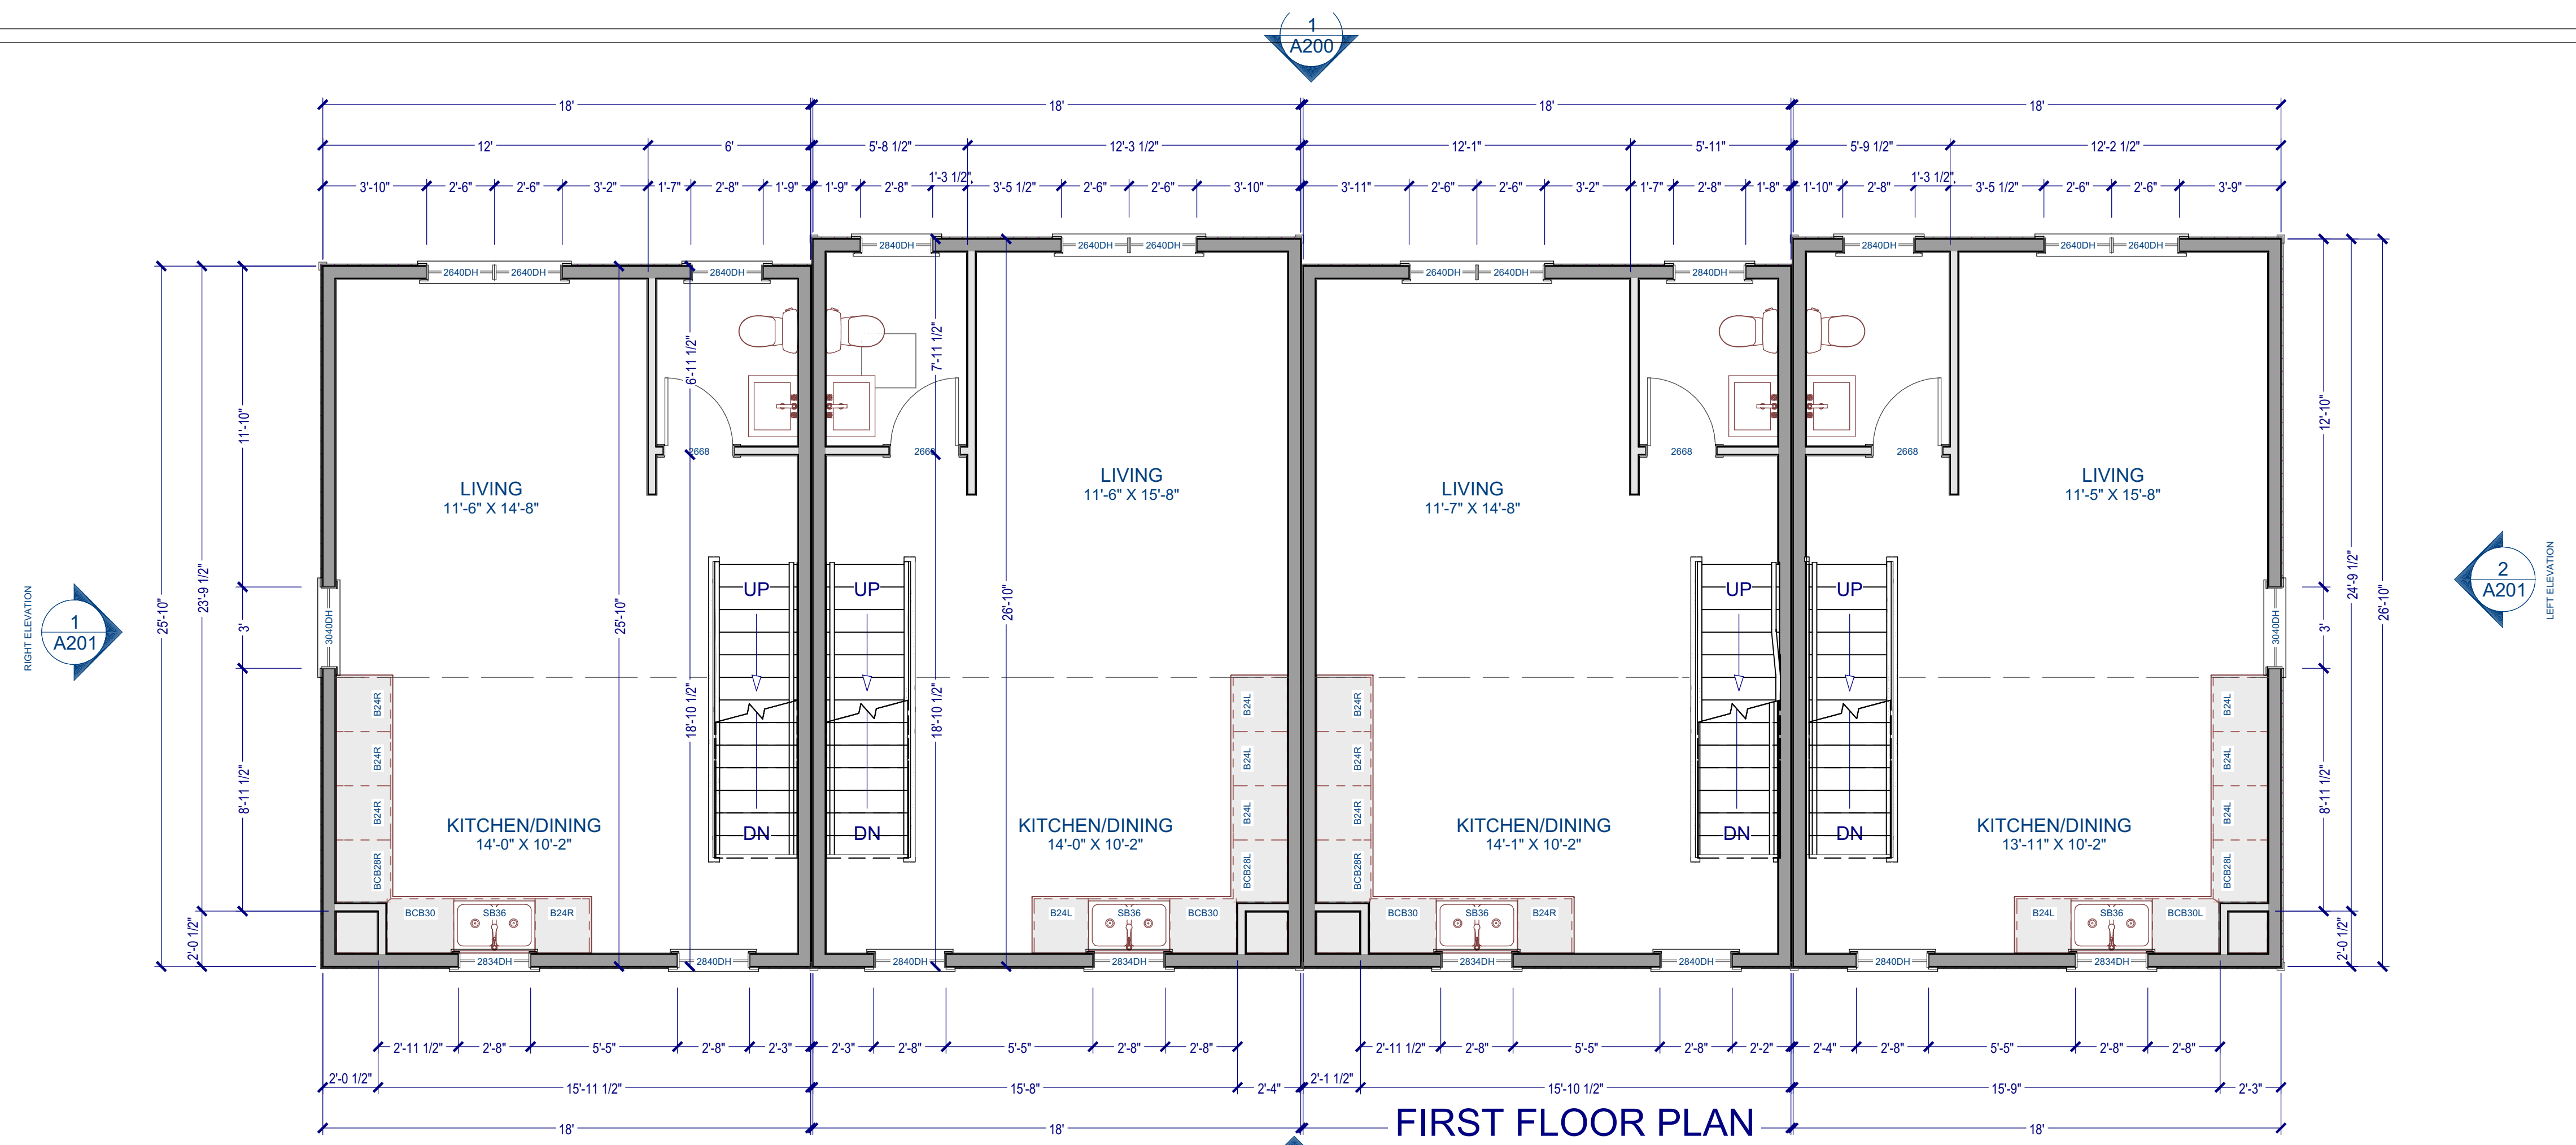 1
A200
18' 18' 18' 18'
12' 6' 5'-8 1/2" 12'-3 1/2" 12'-1" 5'-11" 5'-9 1/2" 12'-2 1/2"
3'-10" 2'-6" 2'-6" 3'-2" 1'-7" 2'-8" 1'-9" 1'-9" 2'-8" 1'-3 1/2" 3'-5 1/2" 2'-6" 2'-6" 3'-10" 3'-11" 2'-6" 2'-6" 3'-2" 1'-7" 2'-8" 1'-8" 1'-10" 2'-8" 1'-3 1/2" 3'-5 1/2" 2'-6" 2'-6" 3'-9"
2840DH 2640DH 2640DH 2840DH 2640DH 2640DH
2640DH 2640DH 2840DH 2640DH 2640DH 2840DH
6'-11 1/2" 7'-11 1/2"
11'-10" 12'-10"
2668 2668 2668 2668
LIVING
11'-6" X 14'-8"
LIVING
11'-6" X 15'-8"
LIVING
11'-7" X 14'-8"
LIVING
11'-5" X 15'-8"
25'-10" 23'-9 1/2" 3' 25'-10" 26'-10" 3' 24'-9 1/2" 26'-10"
UP UP UP UP
RIGHT ELEVATION
1
A201
3040DH
3040DH
2
A201
LEFT ELEVATION
18'-10 1/2" 18'-10 1/2"
8'-11 1/2" 8'-11 1/2"
B24R B24L B24R B24L
B24R B24L B24R B24L
B24R B24L B24R B24L
BCB28R BCB28L BCB28R BCB28L
KITCHEN/DINING
14'-0" X 10'-2"
KITCHEN/DINING
14'-0" X 10'-2"
KITCHEN/DINING
14'-1" X 10'-2"
KITCHEN/DINING
13'-11" X 10'-2"
DN DN DN DN
BCB30 SB36 B24R B24L SB36 BCB30 BCB30 SB36 B24R B24L SB36 BCB30L
2'-0 1/2" 2'-0 1/2"
2834DH 2840DH 2840DH 2834DH 2834DH 2840DH 2840DH 2834DH
2'-11 1/2" 2'-8" 5'-5" 2'-8" 2'-3" 2'-3" 2'-8" 5'-5" 2'-8" 2'-8" 2'-11 1/2" 2'-8" 5'-5" 2'-8" 2'-2" 2'-4" 2'-8" 5'-5" 2'-8" 2'-8"
2'-0 1/2" 15'-11 1/2" 15'-8" 2'-4" 2'-1 1/2" 15'-10 1/2" 15'-9" 2'-3"
18' 18' FIRST FLOOR PLAN 18'